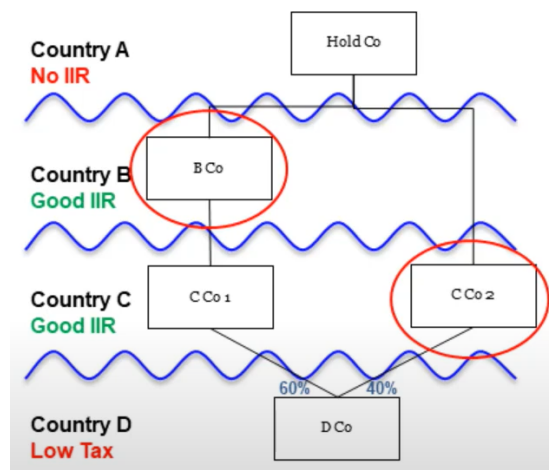 Country A
No IIR
Hold Co
Country B
Good IIR
B Co
Country C
Good IIR
C Co 1
C Co 2
60%
40%
Country D
Low Tax
D Co